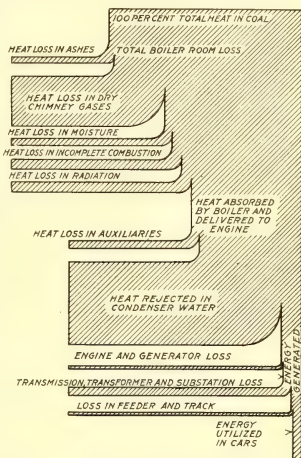 100 PERCENT TOTAL HEAT IN COAL
HEAT LOSS IN ASHES
TOTAL BOILER ROOM LOSS
HEAT LOSS IN DRY
CHIMNEY GASES
HEAT LOSS IN MOISTURE
HEAT LOSS IN INCOMPLETE COMBUSTION
HEAT LOSS IN RADIATION
HEAT ABSORBED
BY BOILER AND
DELIVERED TO
ENGINE
HEAT LOSS IN AUXILIARIES
HEAT REJECTED IN
CONDENSER WATER
ENGINE AND GENERATOR LOSS
ENERGY
GENERATED
TRANSMISSION, TRANSFORMER AND SUBSTATION LOSS
LOSS IN FEEDER AND TRACK
ENERGY
UTILIZED
IN CARS